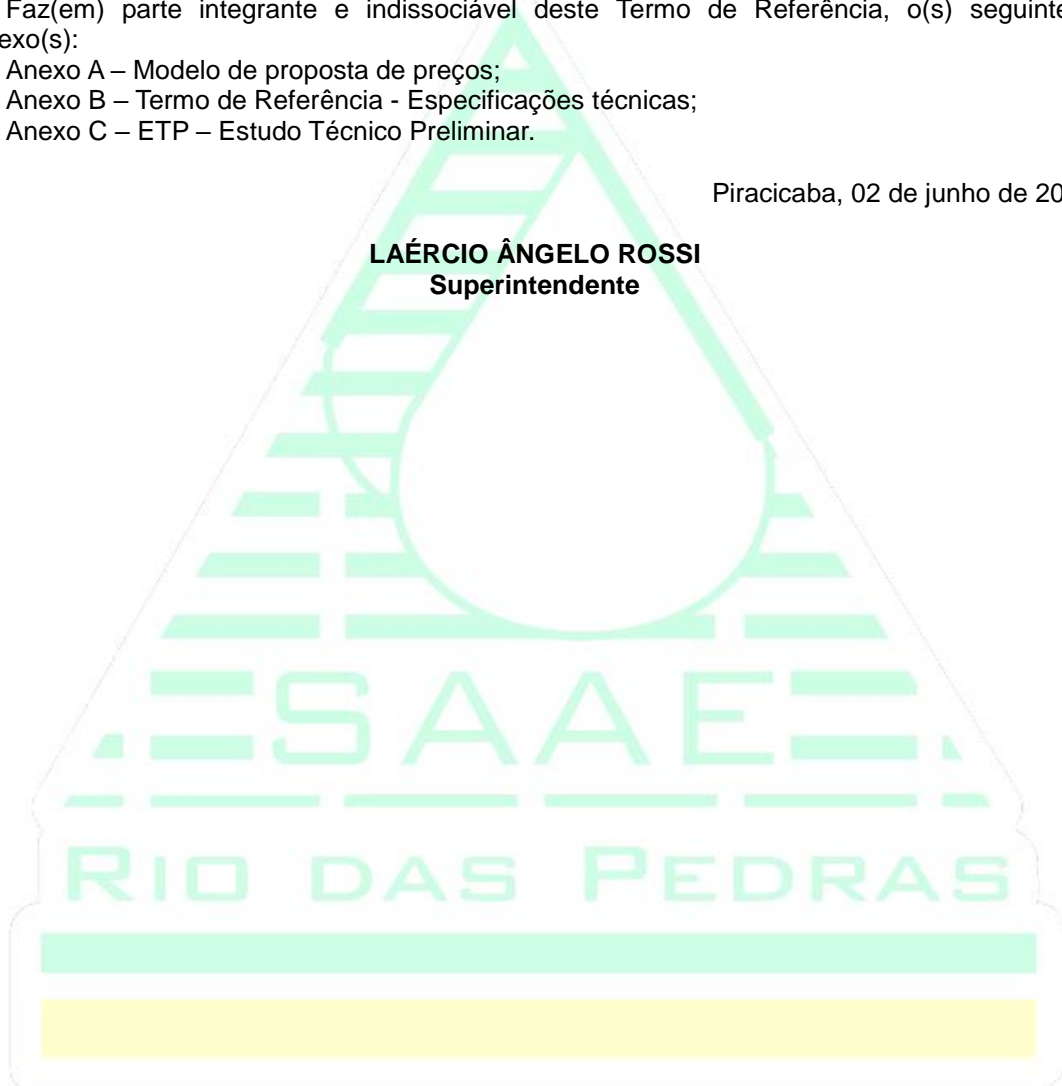 Faz(em) parte integrante e indissociável deste Termo de Referência, o(s) seguinte
exo(s):
Anexo A – Modelo de proposta de preços;
Anexo B – Termo de Referência - Especificações técnicas;
Anexo C – ETP – Estudo Técnico Preliminar.
Piracicaba, 02 de junho de 20
LAÉRCIO ÂNGELO ROSSI
Superintendente
SAAE
RIO DAS PEDRAS